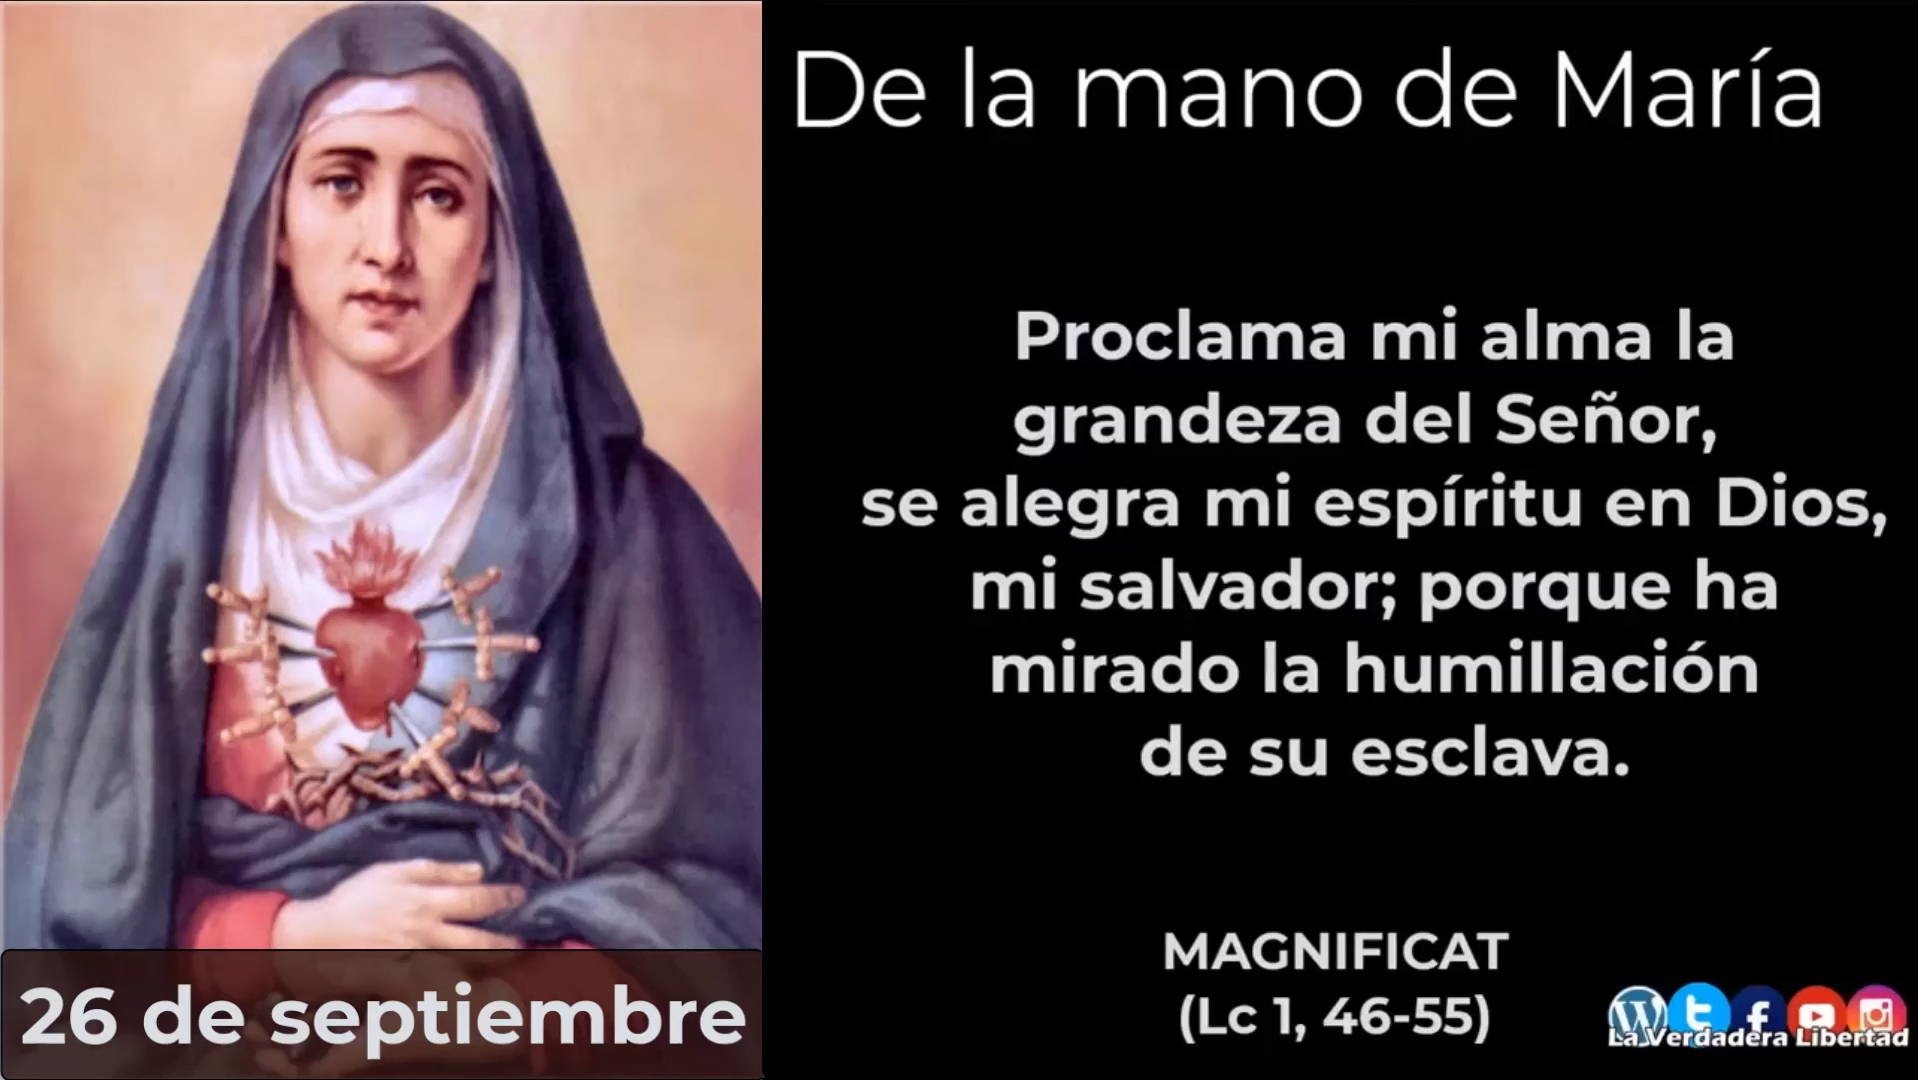 De la mano de María
Proclama mi alma la
grandeza del Señor,
se alegra mi espíritu en Dios,
mi salvador; porque ha
mirado la humillación
de su esclava.
MAGNIFICAT
(Lc 1, 46-55)
26 de septiembre
La Verdadera Libertad